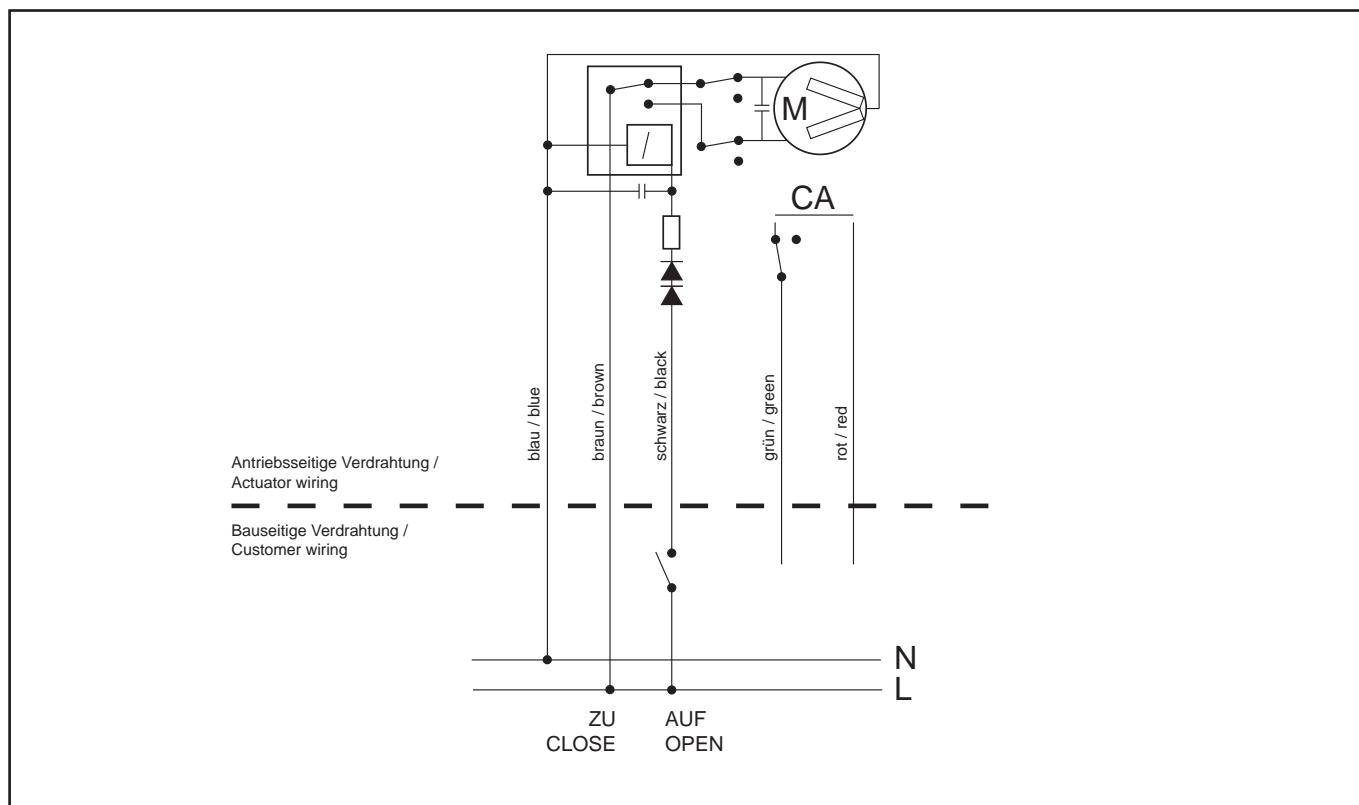 M
CA
blau / blue
braun / brown
schwarz / black
grün / green
rot / red
Antriebsseitige Verdrahtung /
Actuator wiring
Bauseitige Verdrahtung /
Customer wiring
N
L
ZU
CLOSE
AUF
OPEN